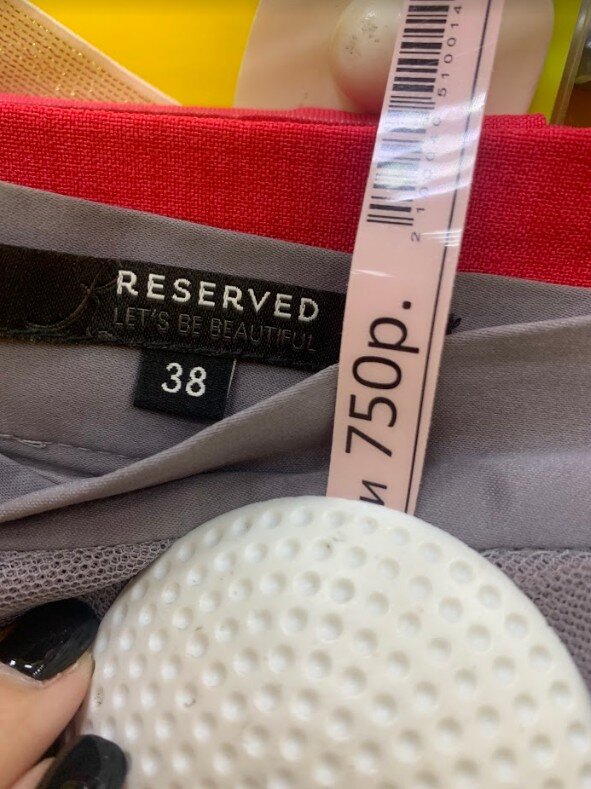 RESERVED
LET'S BE BEAUTIFUL
38
и 750р.